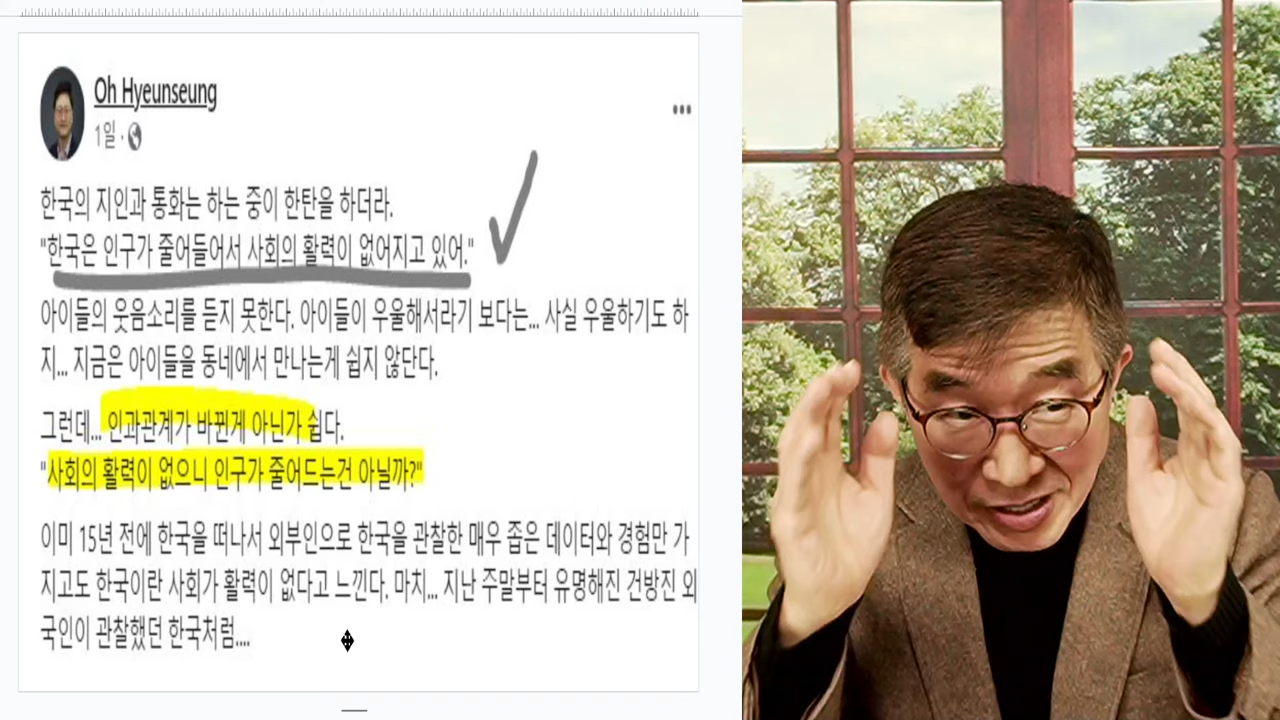 Oh Hyeunseung
1일 ·
한국의 지인과 통화는 하는 중이 한탄을 하더라.
"한국은 인구가 줄어들어서 사회의 활력이 없어지고 있어."
아이들의 웃음소리를 듣지 못한다. 아이들이 우울해서라기 보다는... 사실 우울하기도 하
지... 지금은 아이들을 동네에서 만나는게 쉽지 않단다.
그런데... 인과관계가 바뀐게 아닌가 쉽다.
"사회의 활력이 없으니 인구가 줄어드는건 아닐까?"
이미 15년 전에 한국을 떠나서 외부인으로 한국을 관찰한 매우 좁은 데이터와 경험만 가
지고도 한국이란 사회가 활력이 없다고 느낀다. 마치... 지난 주말부터 유명해진 건방진 외
국인이 관찰했던 한국처럼....